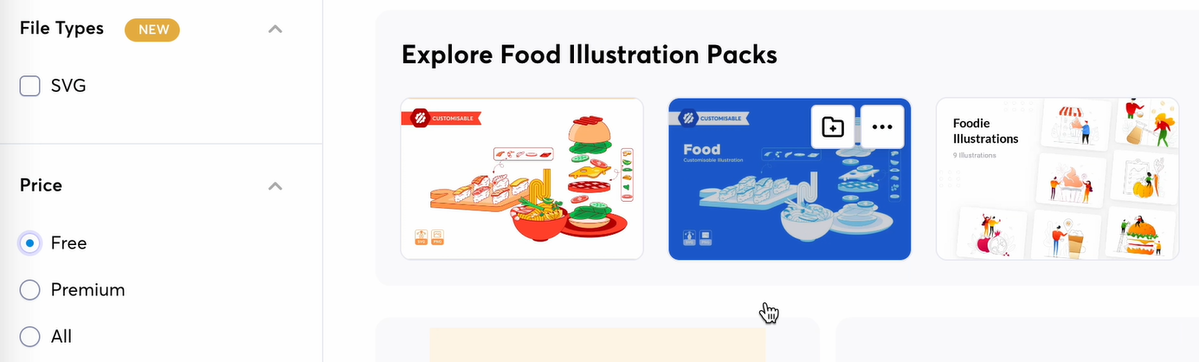 File Types
NEW
SVG
Price
Free
Premium
All
Explore Food Illustration Packs
CUSTOMISABLE
CUSTOMISABLE
Food
Customisable Illustration
Foodie
Illustrations
9 Illustrations